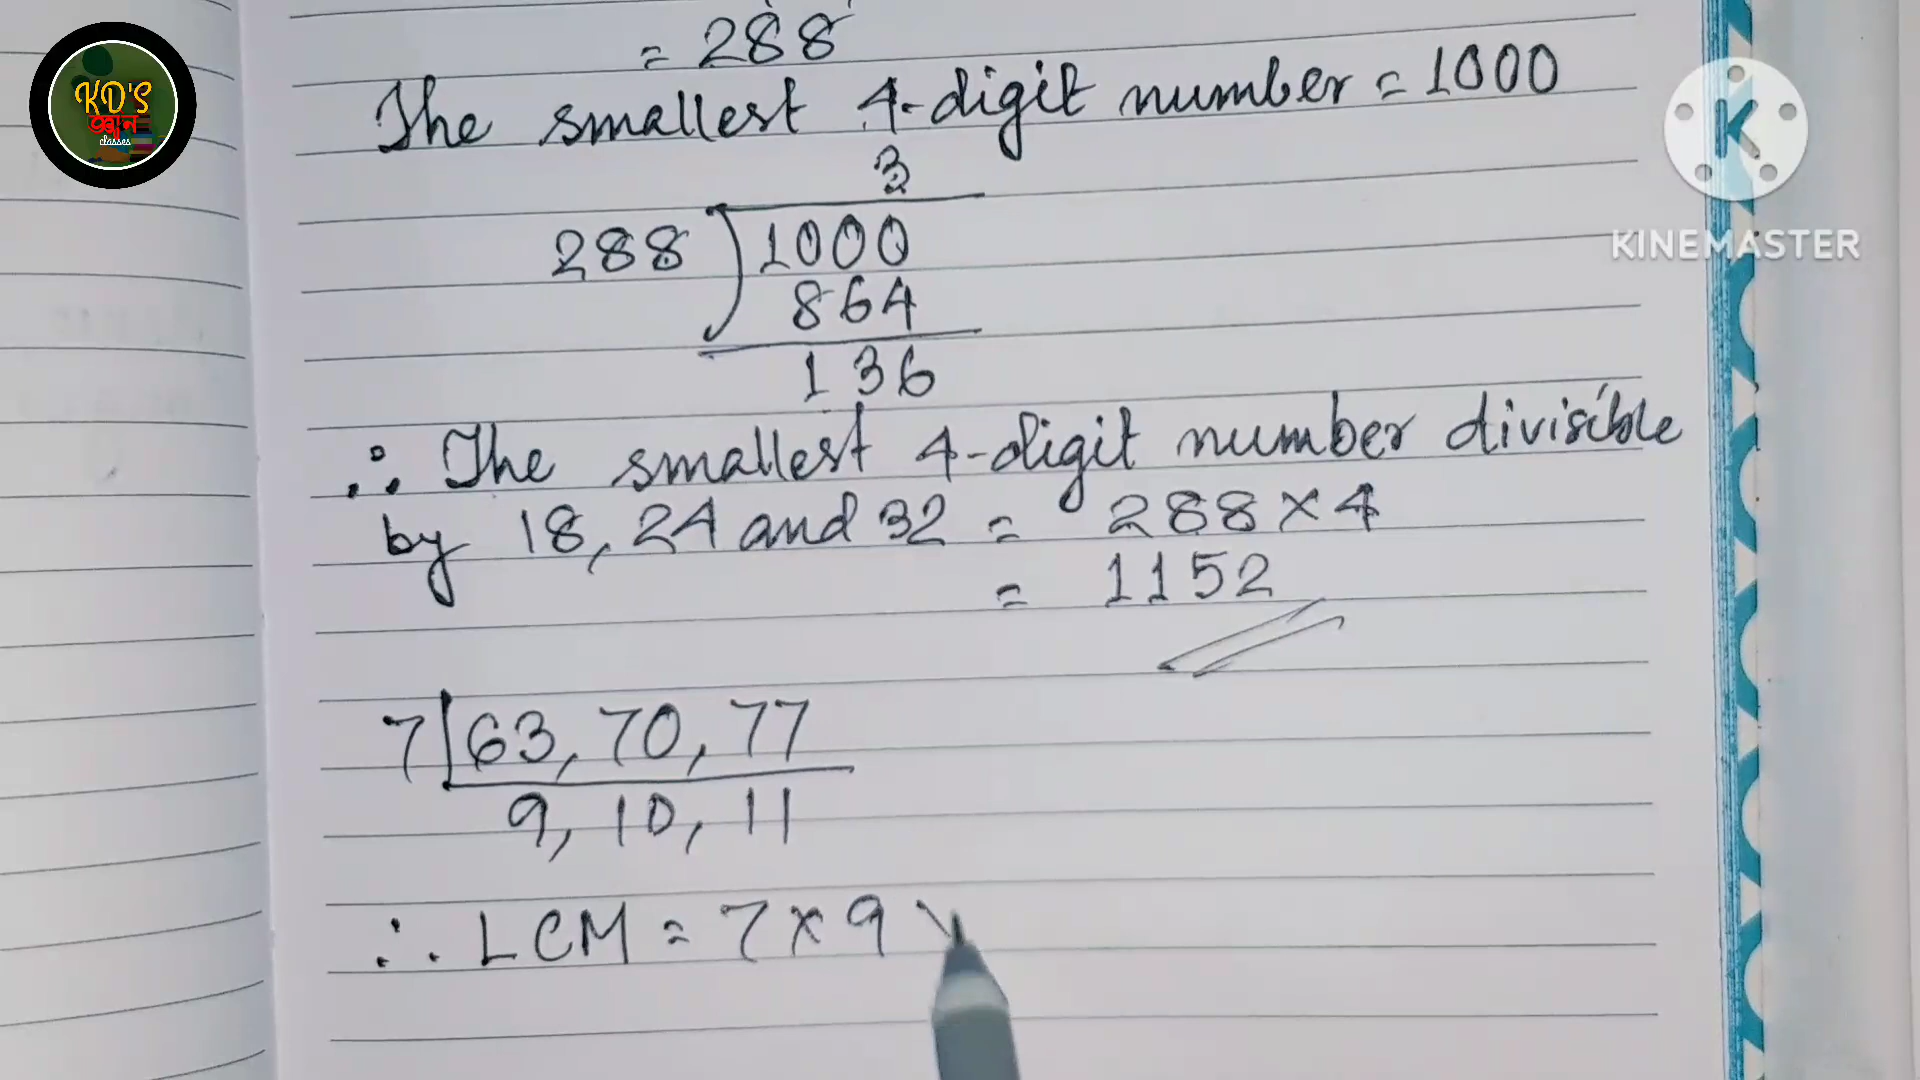 KD'S
জ্ঞান
classes
= 288
The smallest 4-digit number = 1000
3
288 ) 1000
864
136
∴ The smallest 4-digit number divisible
by 18, 24 and 32 = 288 × 4
= 1152
7 | 63, 70, 77
9, 10, 11
∴ LCM = 7 × 9
K
KINEMASTER